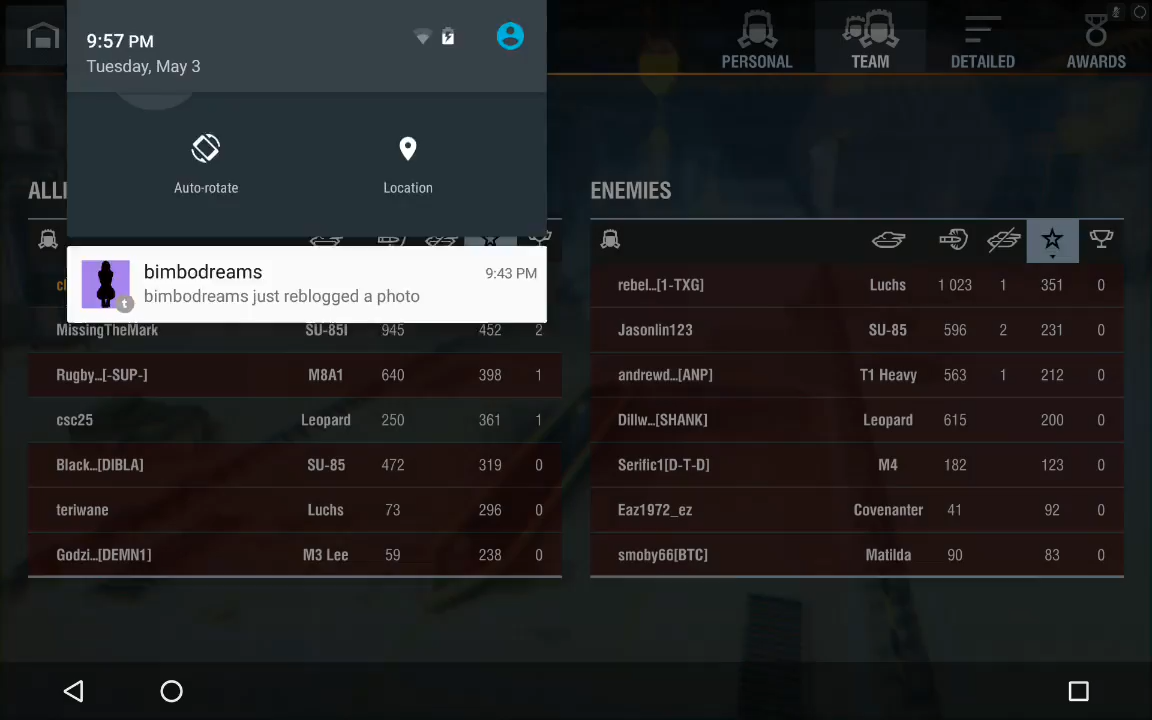 9:57 PM
Tuesday, May 3
PERSONAL
TEAM
DETAILED
AWARDS
Auto-rotate
Location
ENEMIES
bimbodreams
9:43 PM
bimbodreams just reblogged a photo
t
MissingTheMark SU-85I 945 452 2
Rugby...[-SUP-] M8A1 640 398 1
csc25 Leopard 250 361 1
Black...[DIBLA] SU-85 472 319 0
teriwane Luchs 73 296 0
Godzi...[DEMN1] M3 Lee 59 238 0
rebel...[1-TXG] Luchs 1 023 1 351 0
Jasonlin123 SU-85 596 2 231 0
andrewd...[ANP] T1 Heavy 563 1 212 0
Dillw...[SHANK] Leopard 615 200 0
Serific1[D-T-D] M4 182 123 0
Eaz1972_ez Covenanter 41 92 0
smoby66[BTC] Matilda 90 83 0